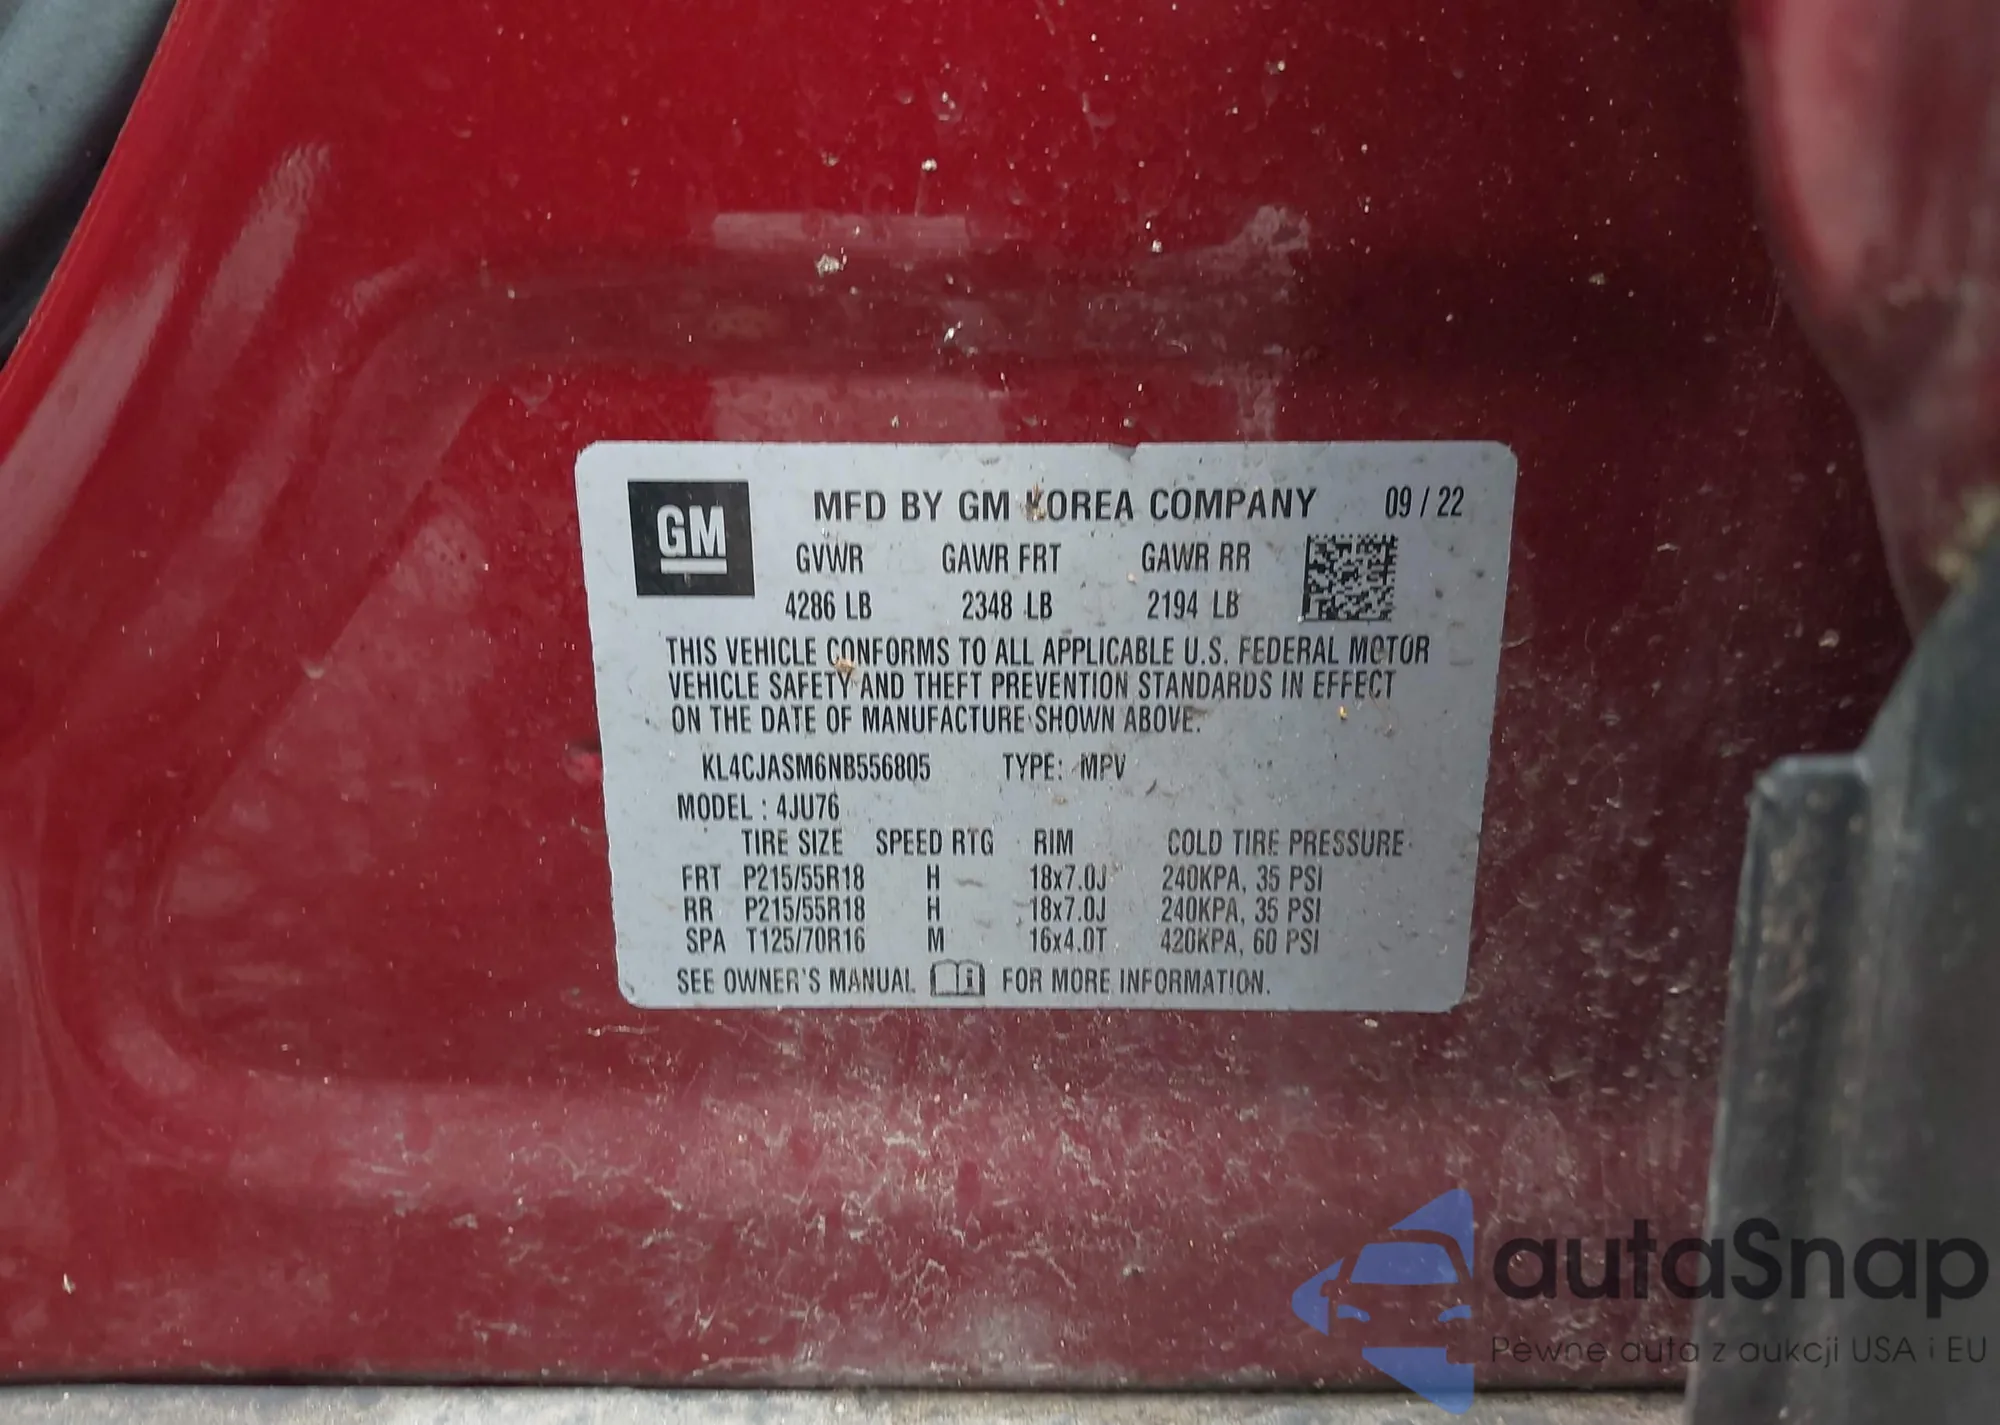 GM MFD BY GM KOREA COMPANY 09 / 22
GVWR GAWR FRT GAWR RR
4286 LB 2348 LB 2194 LB
THIS VEHICLE CONFORMS TO ALL APPLICABLE U.S. FEDERAL MOTOR
VEHICLE SAFETY AND THEFT PREVENTION STANDARDS IN EFFECT
ON THE DATE OF MANUFACTURE SHOWN ABOVE.
KL4CJASM6NB556805 TYPE: MPV
MODEL : 4JU76
TIRE SIZE SPEED RTG RIM COLD TIRE PRESSURE
FRT P215/55R18 H 18x7.0J 240KPA, 35 PSI
RR P215/55R18 H 18x7.0J 240KPA, 35 PSI
SPA T125/70R16 M 16x4.0T 420KPA, 60 PSI
SEE OWNER'S MANUAL FOR MORE INFORMATION.
autaSnap
Pewne auta z aukcji USA i EU